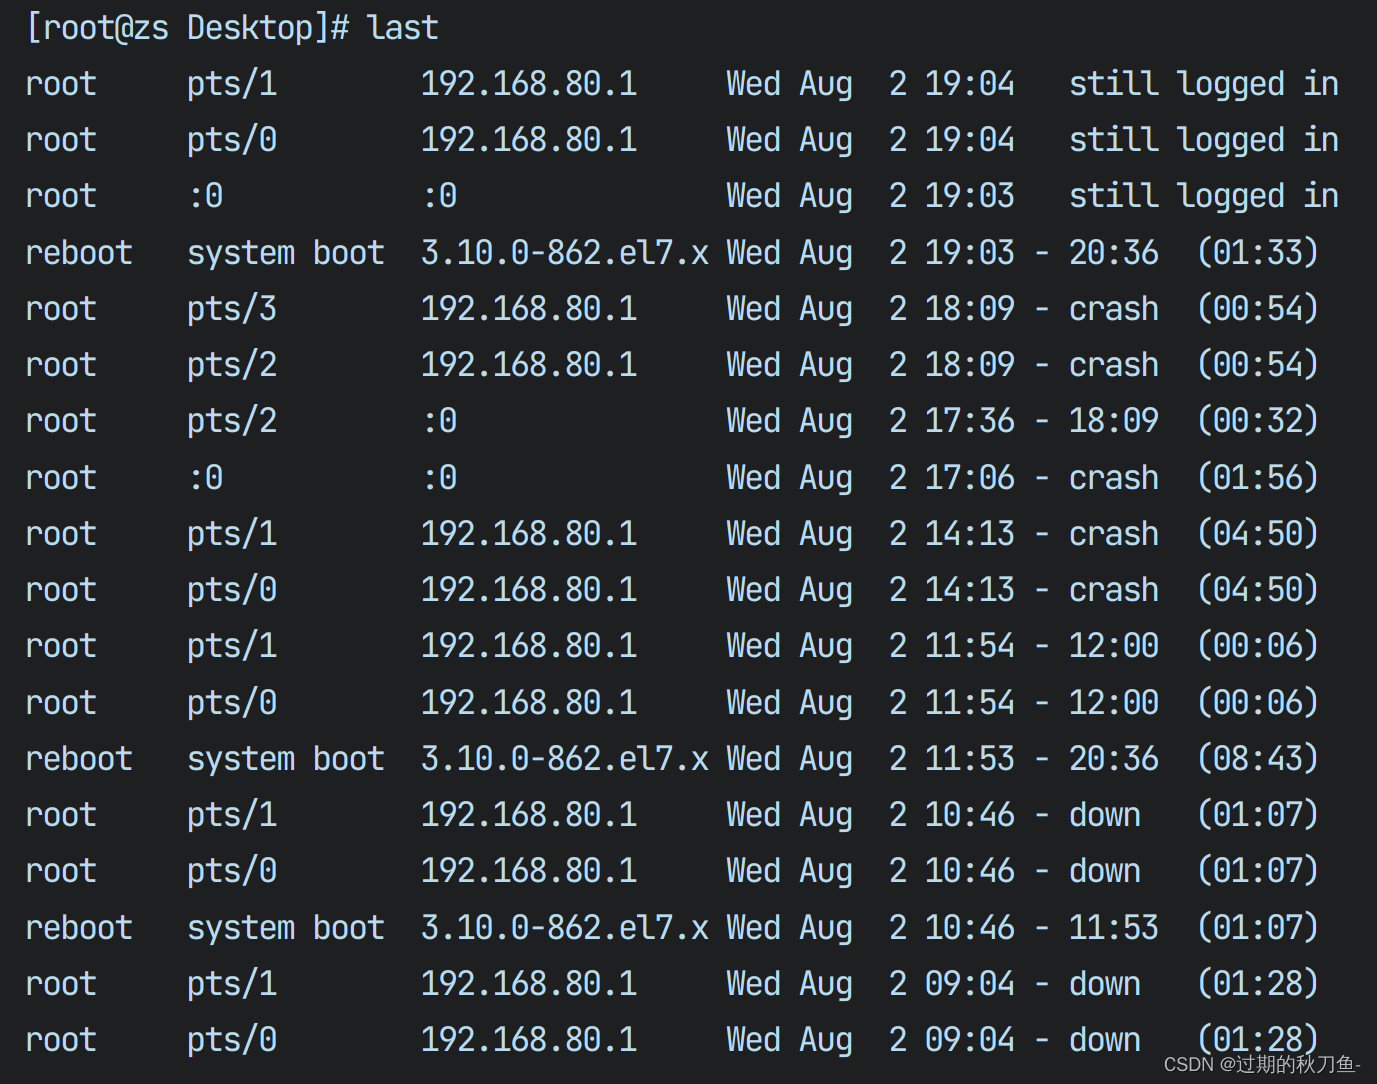 [root@zs Desktop]# last
root     pts/1        192.168.80.1     Wed Aug  2 19:04   still logged in
root     pts/0        192.168.80.1     Wed Aug  2 19:04   still logged in
root     :0           :0               Wed Aug  2 19:03   still logged in
reboot   system boot  3.10.0-862.el7.x Wed Aug  2 19:03 - 20:36  (01:33)
root     pts/3        192.168.80.1     Wed Aug  2 18:09 - crash  (00:54)
root     pts/2        192.168.80.1     Wed Aug  2 18:09 - crash  (00:54)
root     pts/2        :0               Wed Aug  2 17:36 - 18:09  (00:32)
root     :0           :0               Wed Aug  2 17:06 - crash  (01:56)
root     pts/1        192.168.80.1     Wed Aug  2 14:13 - crash  (04:50)
root     pts/0        192.168.80.1     Wed Aug  2 14:13 - crash  (04:50)
root     pts/1        192.168.80.1     Wed Aug  2 11:54 - 12:00  (00:06)
root     pts/0        192.168.80.1     Wed Aug  2 11:54 - 12:00  (00:06)
reboot   system boot  3.10.0-862.el7.x Wed Aug  2 11:53 - 20:36  (08:43)
root     pts/1        192.168.80.1     Wed Aug  2 10:46 - down   (01:07)
root     pts/0        192.168.80.1     Wed Aug  2 10:46 - down   (01:07)
reboot   system boot  3.10.0-862.el7.x Wed Aug  2 10:46 - 11:53  (01:07)
root     pts/1        192.168.80.1     Wed Aug  2 09:04 - down   (01:28)
root     pts/0        192.168.80.1     Wed Aug  2 09:04 - down   (01:28)
CSDN @过期的秋刀鱼-